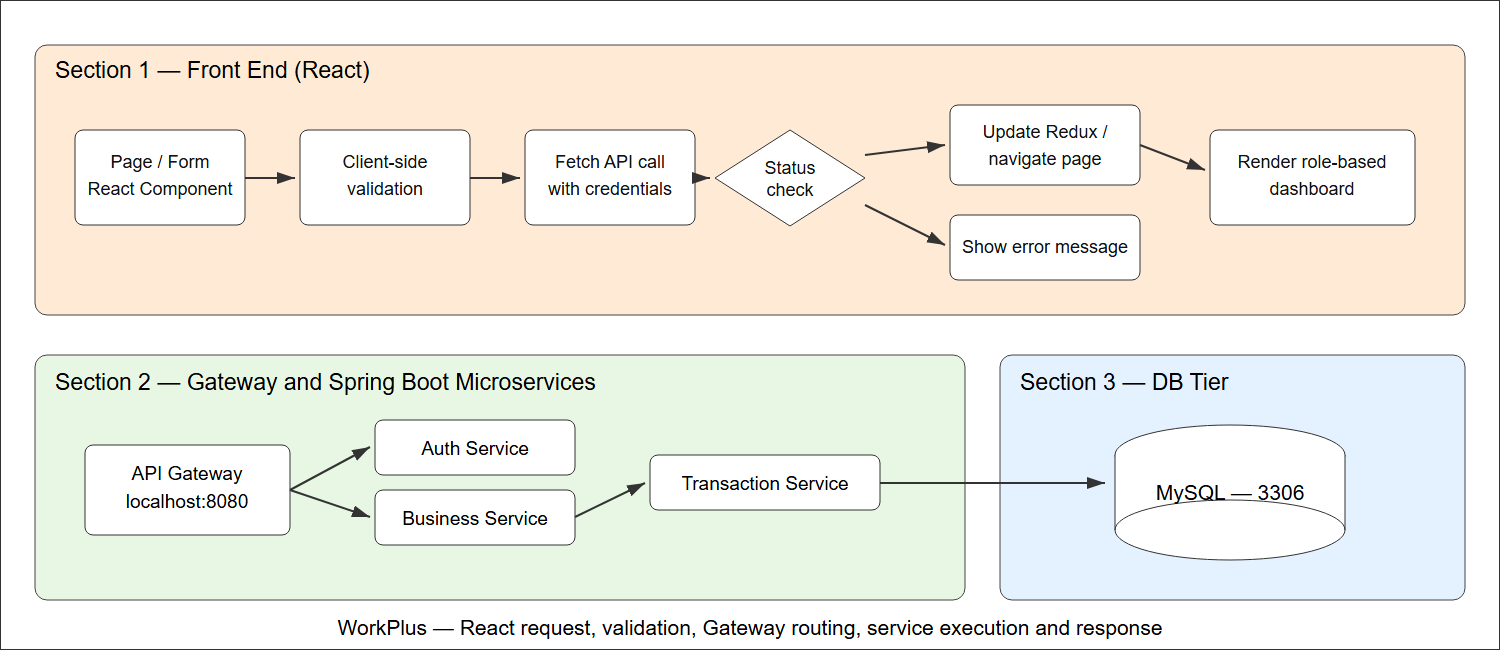 Section 1 — Front End (React)
Page / Form
React Component
Client-side
validation
Fetch API call
with credentials
Status
check
Update Redux /
navigate page
Show error message
Render role-based
dashboard
Section 2 — Gateway and Spring Boot Microservices
API Gateway
localhost:8080
Auth Service
Business Service
Transaction Service
Section 3 — DB Tier
MySQL — 3306
WorkPlus — React request, validation, Gateway routing, service execution and response